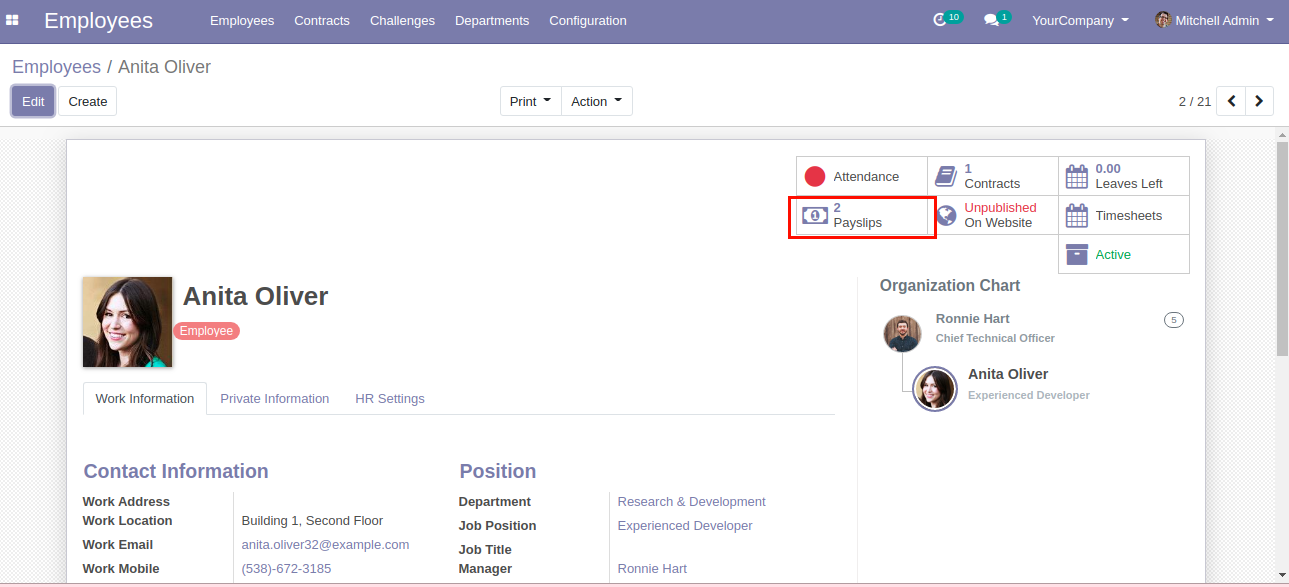 Employees Employees Contracts Challenges Departments Configuration 10 1 YourCompany Mitchell Admin
Employees / Anita Oliver
Edit Create Print Action 2 / 21
Attendance
1
Contracts
0.00
Leaves Left
2
Payslips
Unpublished
On Website
Timesheets
Active
Anita Oliver
Employee
Organization Chart
Ronnie Hart
Chief Technical Officer
5
Anita Oliver
Experienced Developer
Work Information Private Information HR Settings
Contact Information
Work Address
Work Location Building 1, Second Floor
Work Email anita.oliver32@example.com
Work Mobile (538)-672-3185
Position
Department Research & Development
Job Position Experienced Developer
Job Title
Manager Ronnie Hart